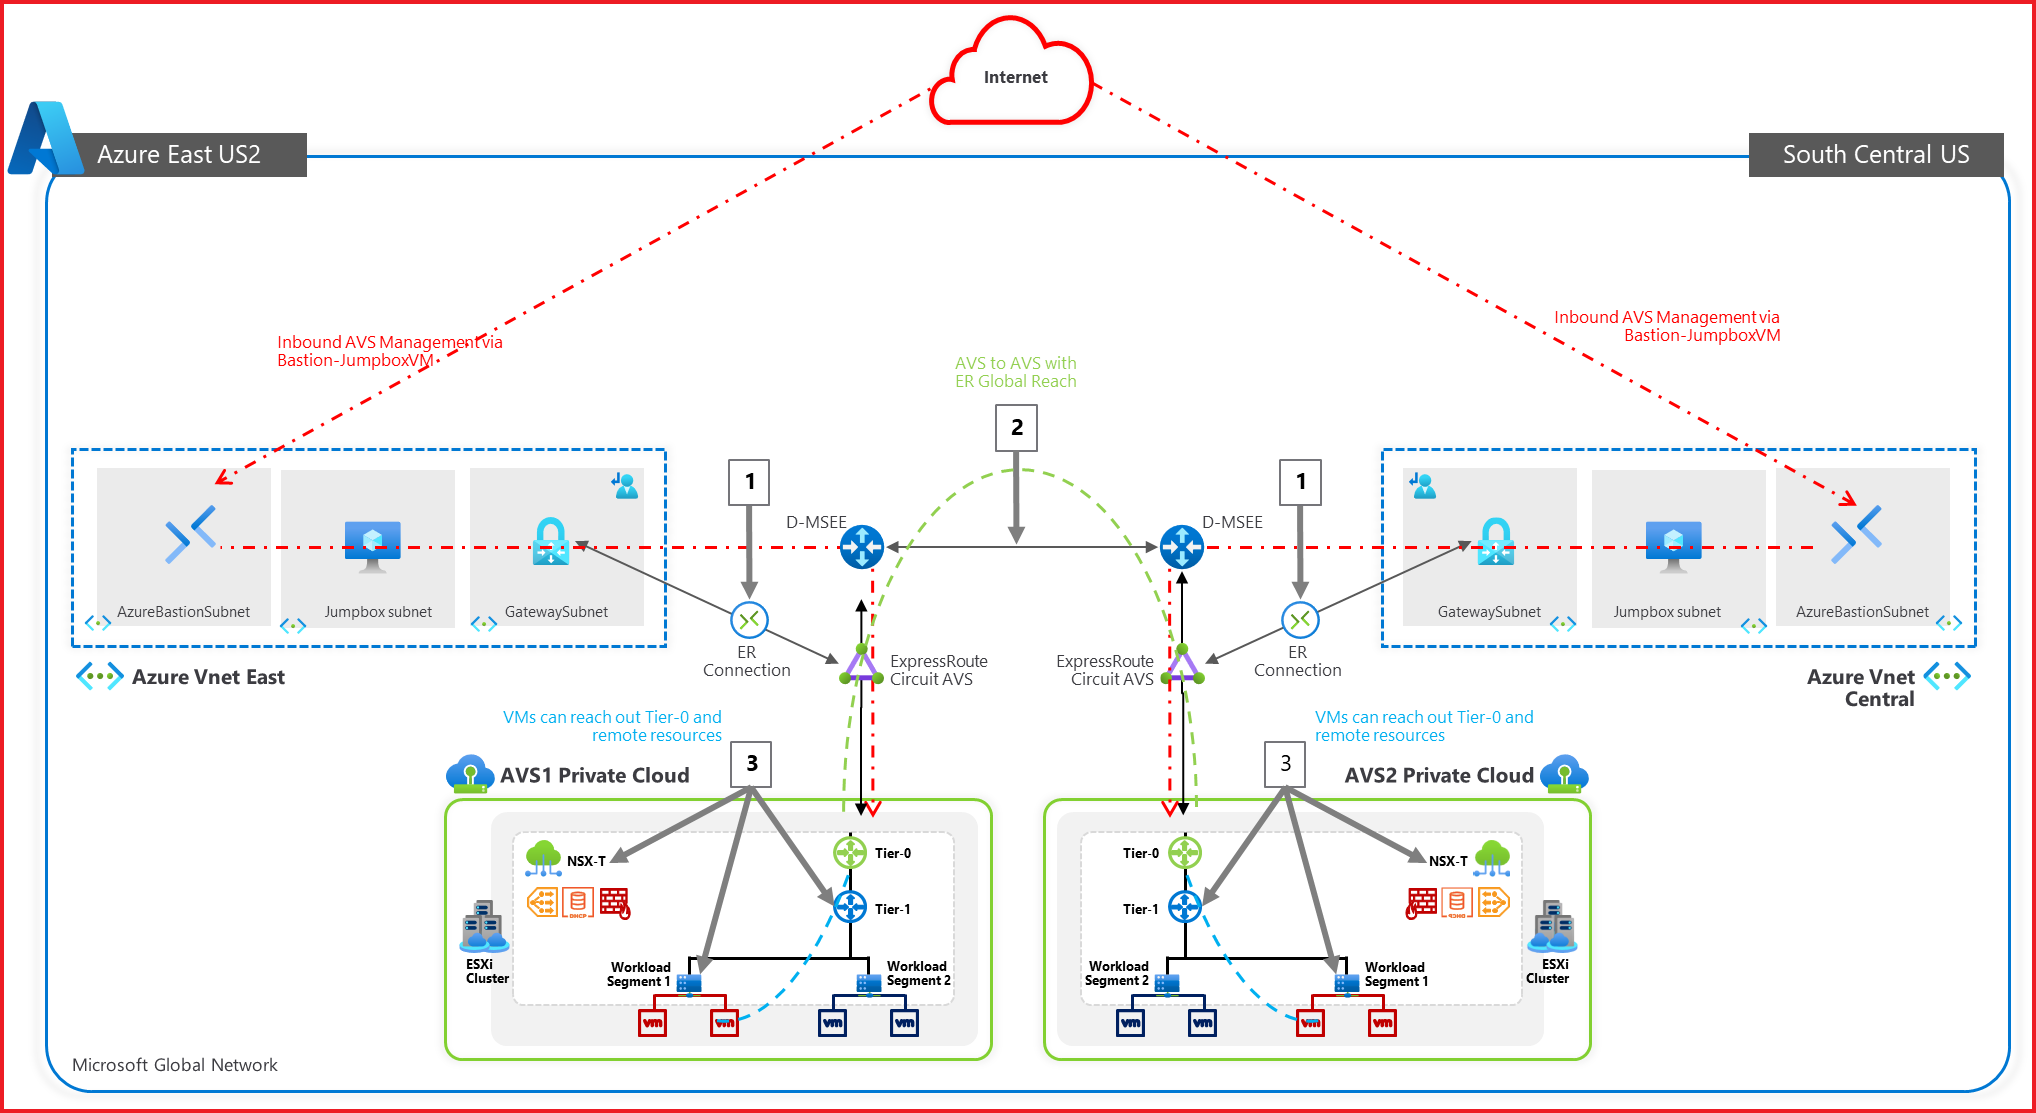 Internet
Azure East US2
South Central US
Inbound AVS Management via
Bastion-JumpboxVM
Inbound AVS Management via
Bastion-JumpboxVM
AVS to AVS with
ER Global Reach
2
1
1
D-MSEE
D-MSEE
AzureBastionSubnet
Jumpbox subnet
GatewaySubnet
GatewaySubnet
Jumpbox subnet
AzureBastionSubnet
ER
Connection
ER
Connection
ExpressRoute
Circuit AVS
ExpressRoute
Circuit AVS
Azure Vnet East
Azure Vnet
Central
VMs can reach out Tier-0 and
remote resources
VMs can reach out Tier-0 and
remote resources
3
3
AVS1 Private Cloud
AVS2 Private Cloud
NSX-T
Tier-0
Tier-1
DHCP
ESXi
Cluster
Workload
Segment 1
Workload
Segment 2
vm
vm
vm
vm
Tier-0
NSX-T
Tier-1
DHCP
ESXi
Cluster
Workload
Segment 2
Workload
Segment 1
vm
vm
vm
vm
Microsoft Global Network